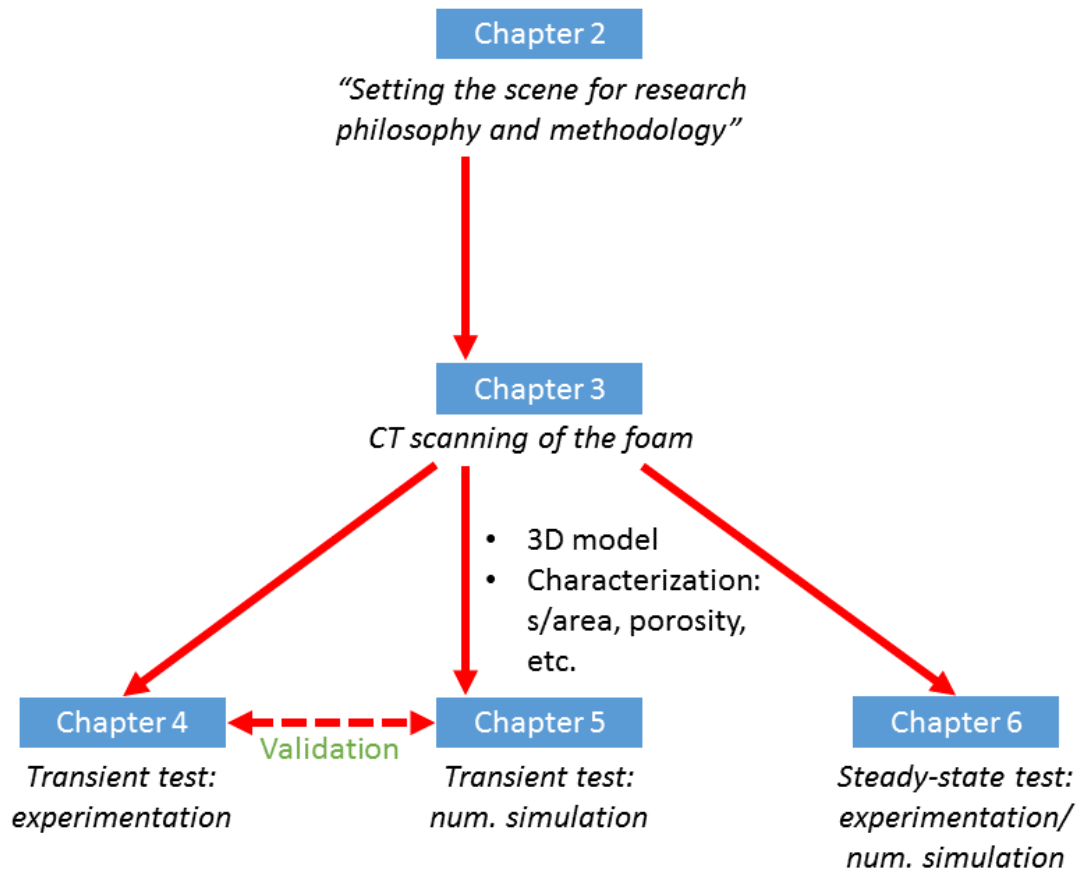 Chapter 2
“Setting the scene for research
philosophy and methodology”
Chapter 3
CT scanning of the foam
• 3D model
• Characterization:
s/area, porosity,
etc.
Chapter 4
Validation
Chapter 5
Chapter 6
Transient test:
experimentation
Transient test:
num. simulation
Steady-state test:
experimentation/
num. simulation